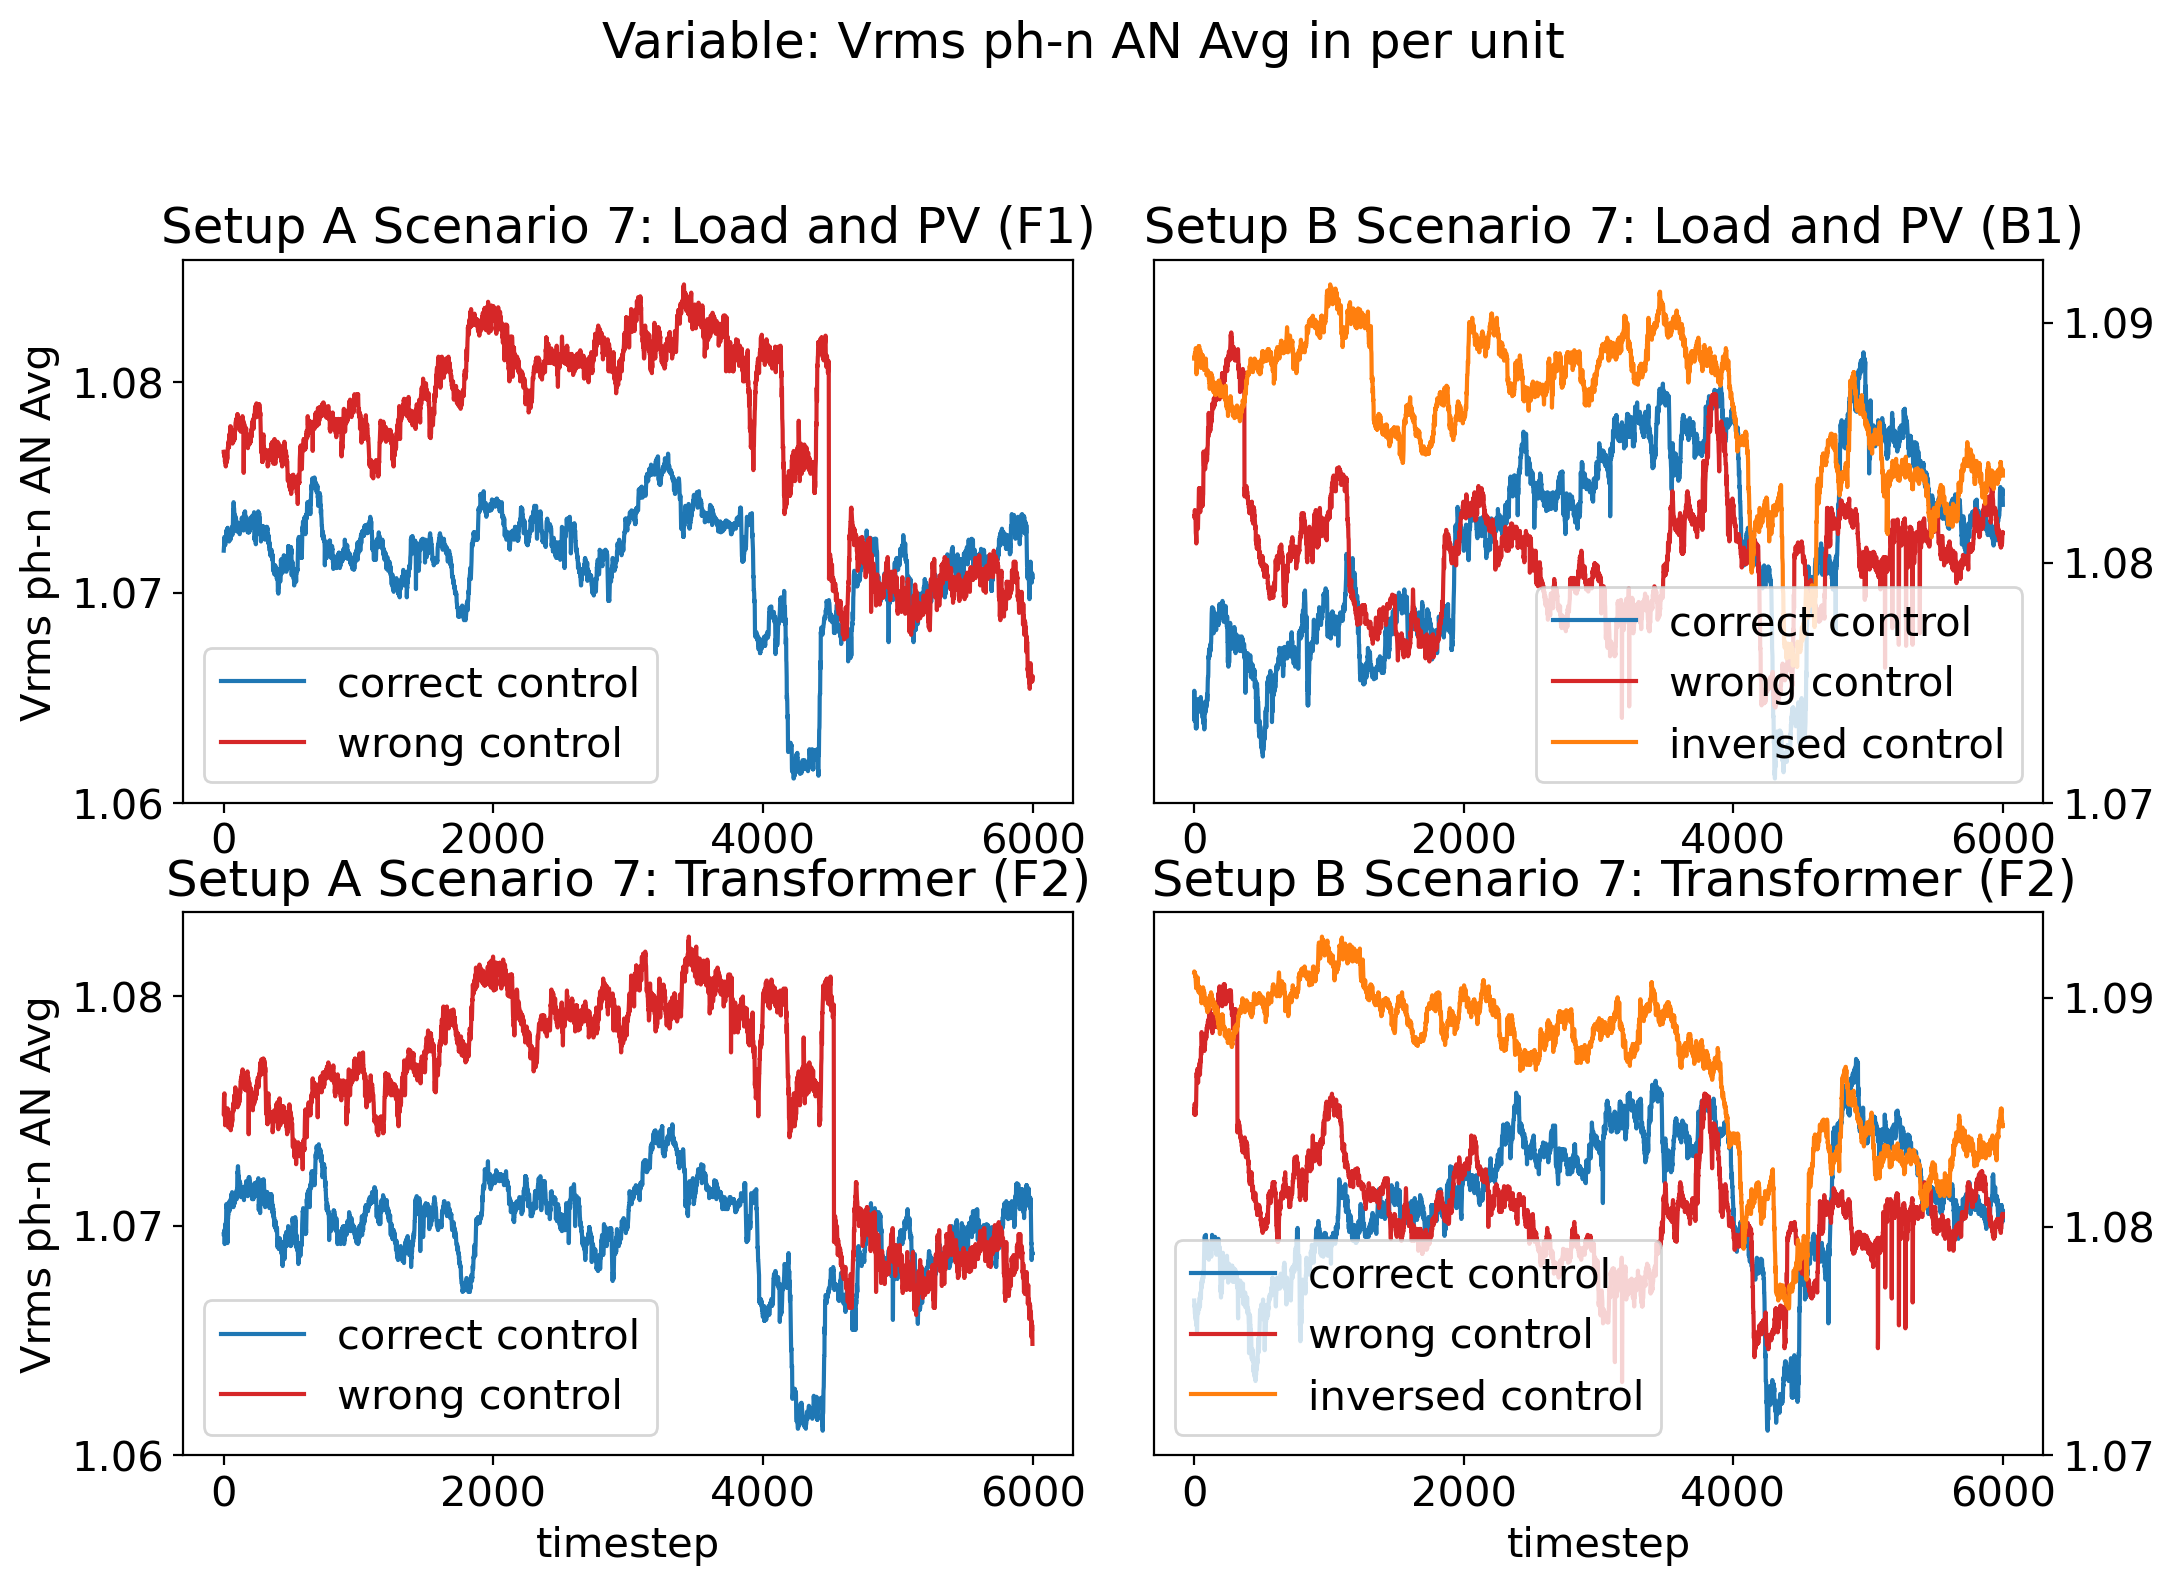 Variable: Vrms ph-n AN Avg in per unit
Setup A Scenario 7: Load and PV (F1)
Vrms ph-n AN Avg
1.08
1.07
1.06
correct control
wrong control
0 2000 4000 6000
Setup B Scenario 7: Load and PV (B1)
1.09
1.08
1.07
correct control
wrong control
inversed control
0 2000 4000 6000
Setup A Scenario 7: Transformer (F2)
Vrms ph-n AN Avg
1.08
1.07
1.06
correct control
wrong control
0 2000 4000 6000
timestep
Setup B Scenario 7: Transformer (F2)
1.09
1.08
1.07
correct control
wrong control
inversed control
0 2000 4000 6000
timestep